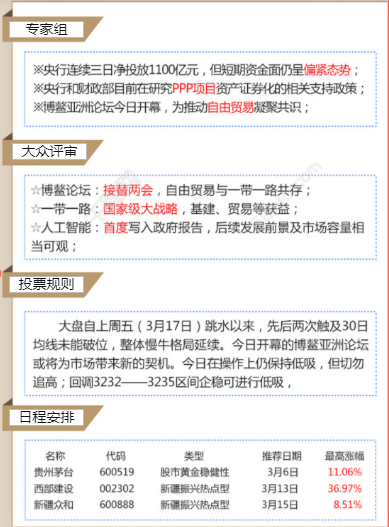 专家组
※央行连续三日净投放1100亿元，但短期资金面仍呈偏紧态势；
※央行和财政部目前在研究PPP项目资产证券化的相关支持政策；
※博鳌亚洲论坛今日开幕，为推动自由贸易凝聚共识；
大众评审
☆博鳌论坛：接替两会，自由贸易与一带一路共存；
☆一带一路：国家级大战略，基建、贸易等获益；
☆人工智能：首度写入政府报告，后续发展前景及市场容量相
当可观；
投票规则
大盘自上周五（3月17日）跳水以来，先后两次触及30日
均线未能破位，整体慢牛格局延续。今日开幕的博鳌亚洲论坛
或将为市场带来新的契机。今日在操作上仍保持低吸，但切勿
追高；回调3232——3235区间企稳可进行低吸，
日程安排
名称 代码 类型 推荐日期 最高涨幅
贵州茅台 600519 股市黄金稳健性 3月6日 11.06%
西部建设 002302 新疆振兴热点型 3月13日 36.97%
新疆众和 600888 新疆振兴热点型 3月15日 8.51%